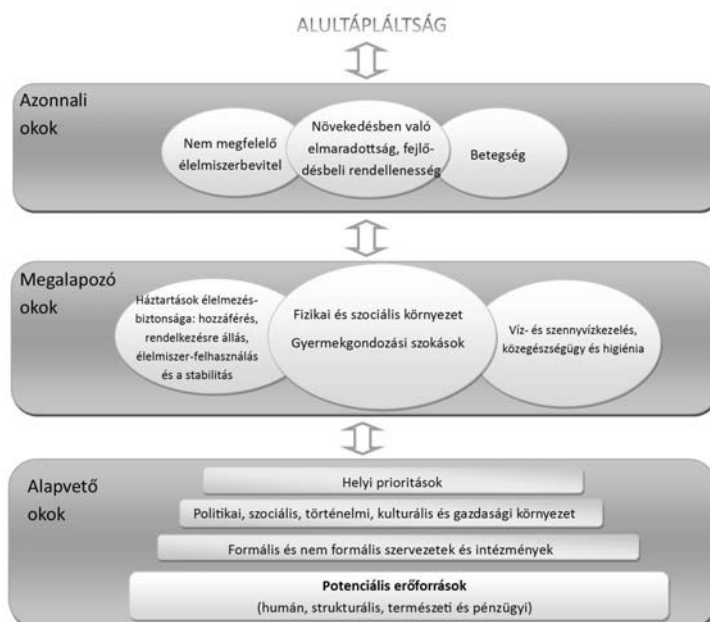 ALULTÁPLÁLTSÁG
Azonnali
okok
Nem megfelelő
élelmiszerbevitel
Növekedésben való
elmaradottság, fejlő-
désbeli rendellenesség
Betegség
Megalapozó
okok
Háztartások élelmezés-
biztonsága: hozzáférés,
rendelkezésre állás,
élelmiszer-felhasználás
és a stabilitás
Fizikai és szociális környezet
Gyermekgondozási szokások
Víz- és szennyvízkezelés,
közegészségügy és higiénia
Alapvető
okok
Helyi prioritások
Politikai, szociális, történelmi, kulturális és gazdasági környezet
Formális és nem formális szervezetek és intézmények
Potenciális erőforrások
(humán, strukturális, természeti és pénzügyi)